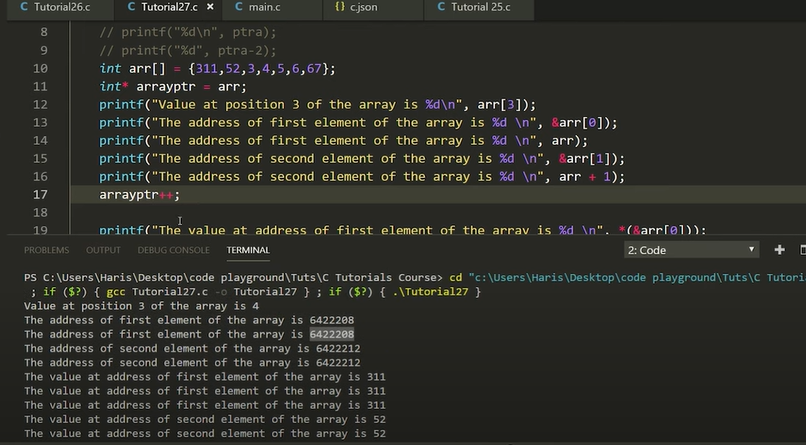 Tutorial26.c
Tutorial27.c
main.c
c.json
Tutorial 25.c
8 // printf("%d\n", ptra);
9 // printf("%d", ptra-2);
10 int arr[] = {311,52,3,4,5,6,67};
11 int* arrayptr = arr;
12 printf("Value at position 3 of the array is %d\n", arr[3]);
13 printf("The address of first element of the array is %d \n", &arr[0]);
14 printf("The address of first element of the array is %d \n", arr);
15 printf("The address of second element of the array is %d \n", &arr[1]);
16 printf("The address of second element of the array is %d \n", arr + 1);
17 arrayptr++;
18
19 printf("The value at address of first element of the array is %d \n", *(&arr[0]));
PROBLEMS OUTPUT DEBUG CONSOLE TERMINAL 2: Code
PS C:\Users\Haris\Desktop\code playground\Tuts\C Tutorials Course> cd "c:\Users\Haris\Desktop\code playground\Tuts\C Tutoria
; if ($?) { gcc Tutorial27.c -o Tutorial27 } ; if ($?) { .\Tutorial27 }
Value at position 3 of the array is 4
The address of first element of the array is 6422208
The address of first element of the array is 6422208
The address of second element of the array is 6422212
The address of second element of the array is 6422212
The value at address of first element of the array is 311
The value at address of first element of the array is 311
The value at address of first element of the array is 311
The value at address of second element of the array is 52
The value at address of second element of the array is 52